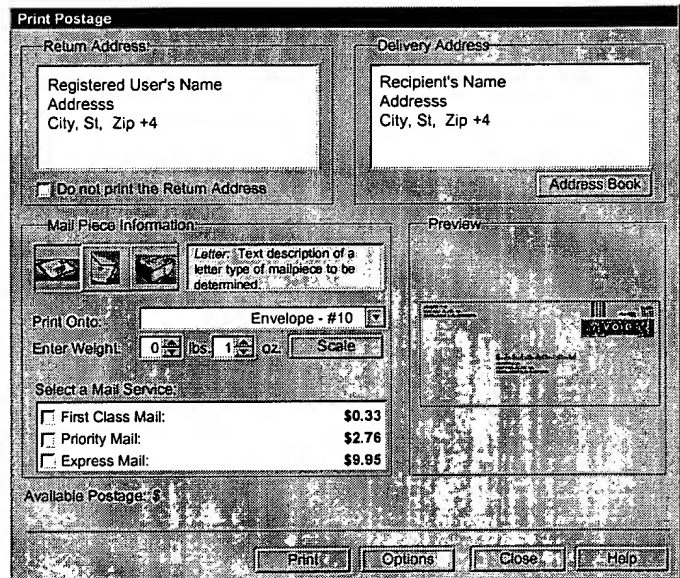 Print Postage
Return Address:
Registered User's Name
Addresss
City, St, Zip +4
Do not print the Return Address
Delivery Address
Recipient's Name
Addresss
City, St, Zip +4
Address Book
Mail Piece Information:
Letter: Text description of a
letter type of mailpiece to be
determined.
Print Onto: Envelope - #10
Enter Weight: 0 lbs. 1 oz. Scale
Select a Mail Service:
First Class Mail: $0.33
Priority Mail: $2.76
Express Mail: $9.95
Preview
VOID
Available Postage: $
Print Options Close Help